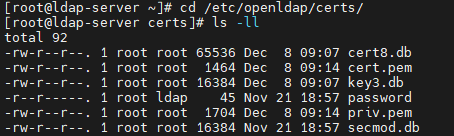 [root@ldap-server ~]# cd /etc/openldap/certs/
[root@ldap-server certs]# ls -ll
total 92
-rw-r--r--. 1 root root 65536 Dec  8 09:07 cert8.db
-rw-r--r--. 1 root root  1464 Dec  8 09:14 cert.pem
-rw-r--r--. 1 root root 16384 Dec  8 09:07 key3.db
-r--r-----. 1 root ldap    45 Nov 21 18:57 password
-rw-r--r--. 1 root root  1704 Dec  8 09:14 priv.pem
-rw-r--r--. 1 root root 16384 Nov 21 18:57 secmod.db